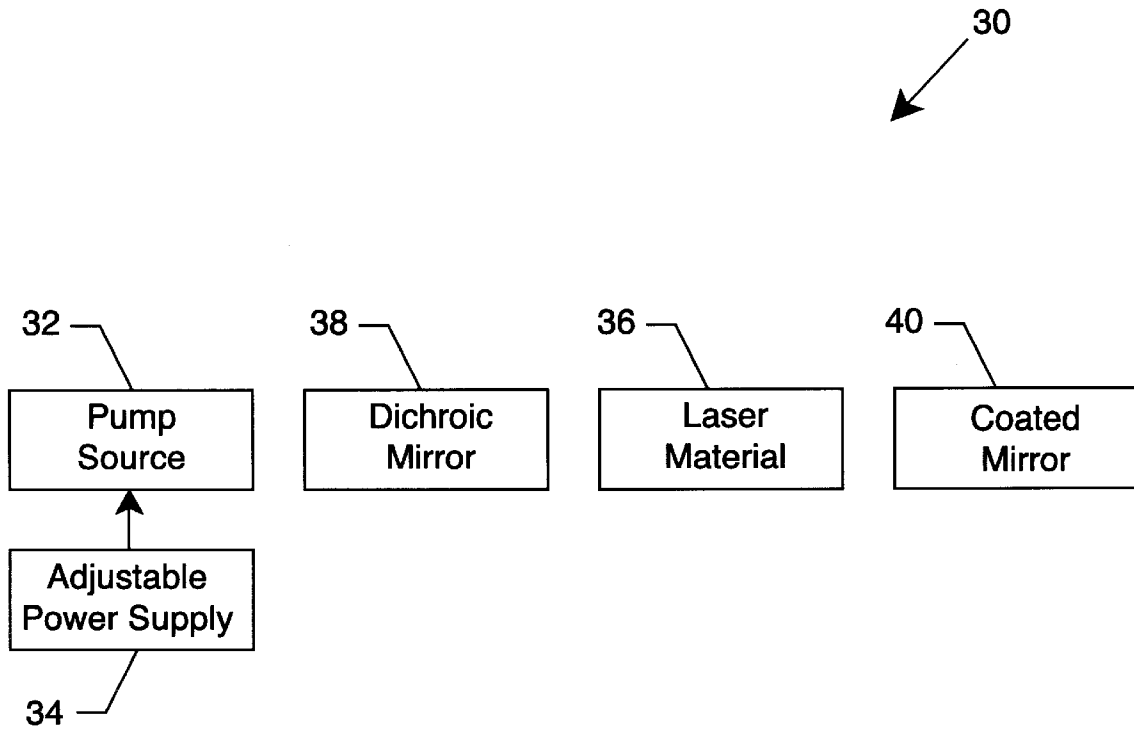 30
32
38
36
40
Pump
Source
Dichroic
Mirror
Laser
Material
Coated
Mirror
Adjustable
Power Supply
34